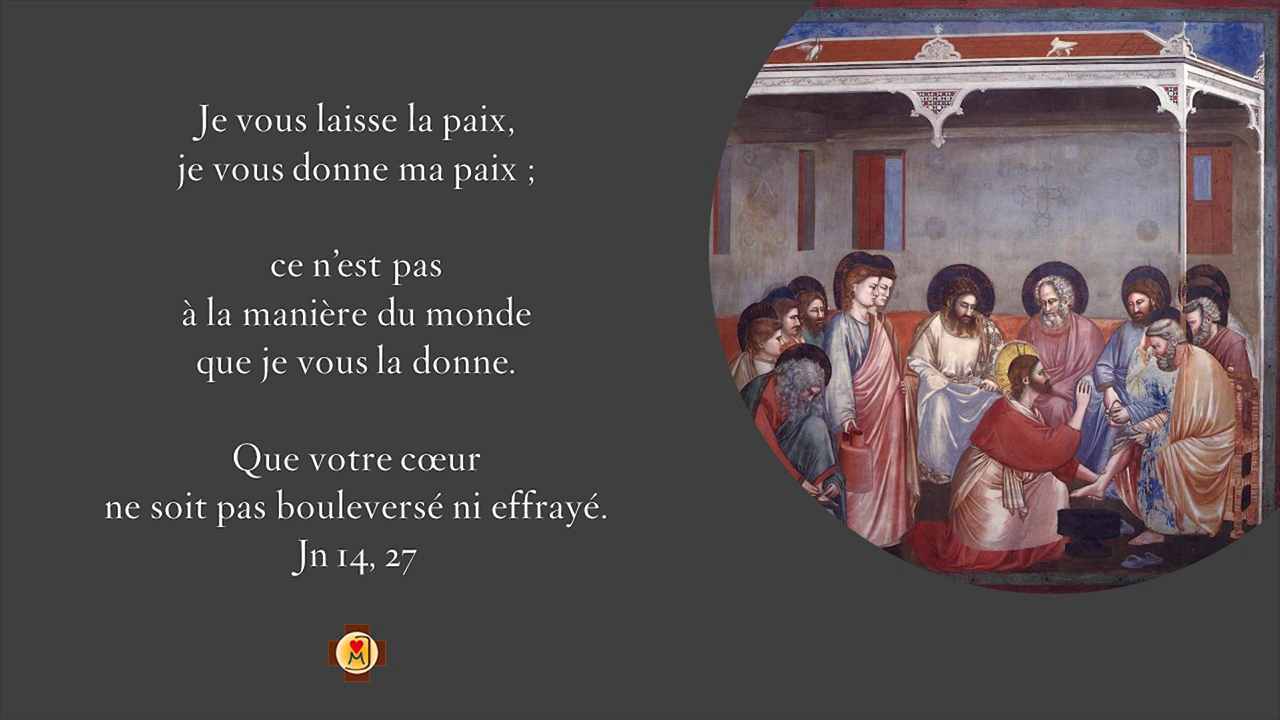 Je vous laisse la paix,
je vous donne ma paix ;
ce n’est pas
à la manière du monde
que je vous la donne.
Que votre cœur
ne soit pas bouleversé ni effrayé.
Jn 14, 27